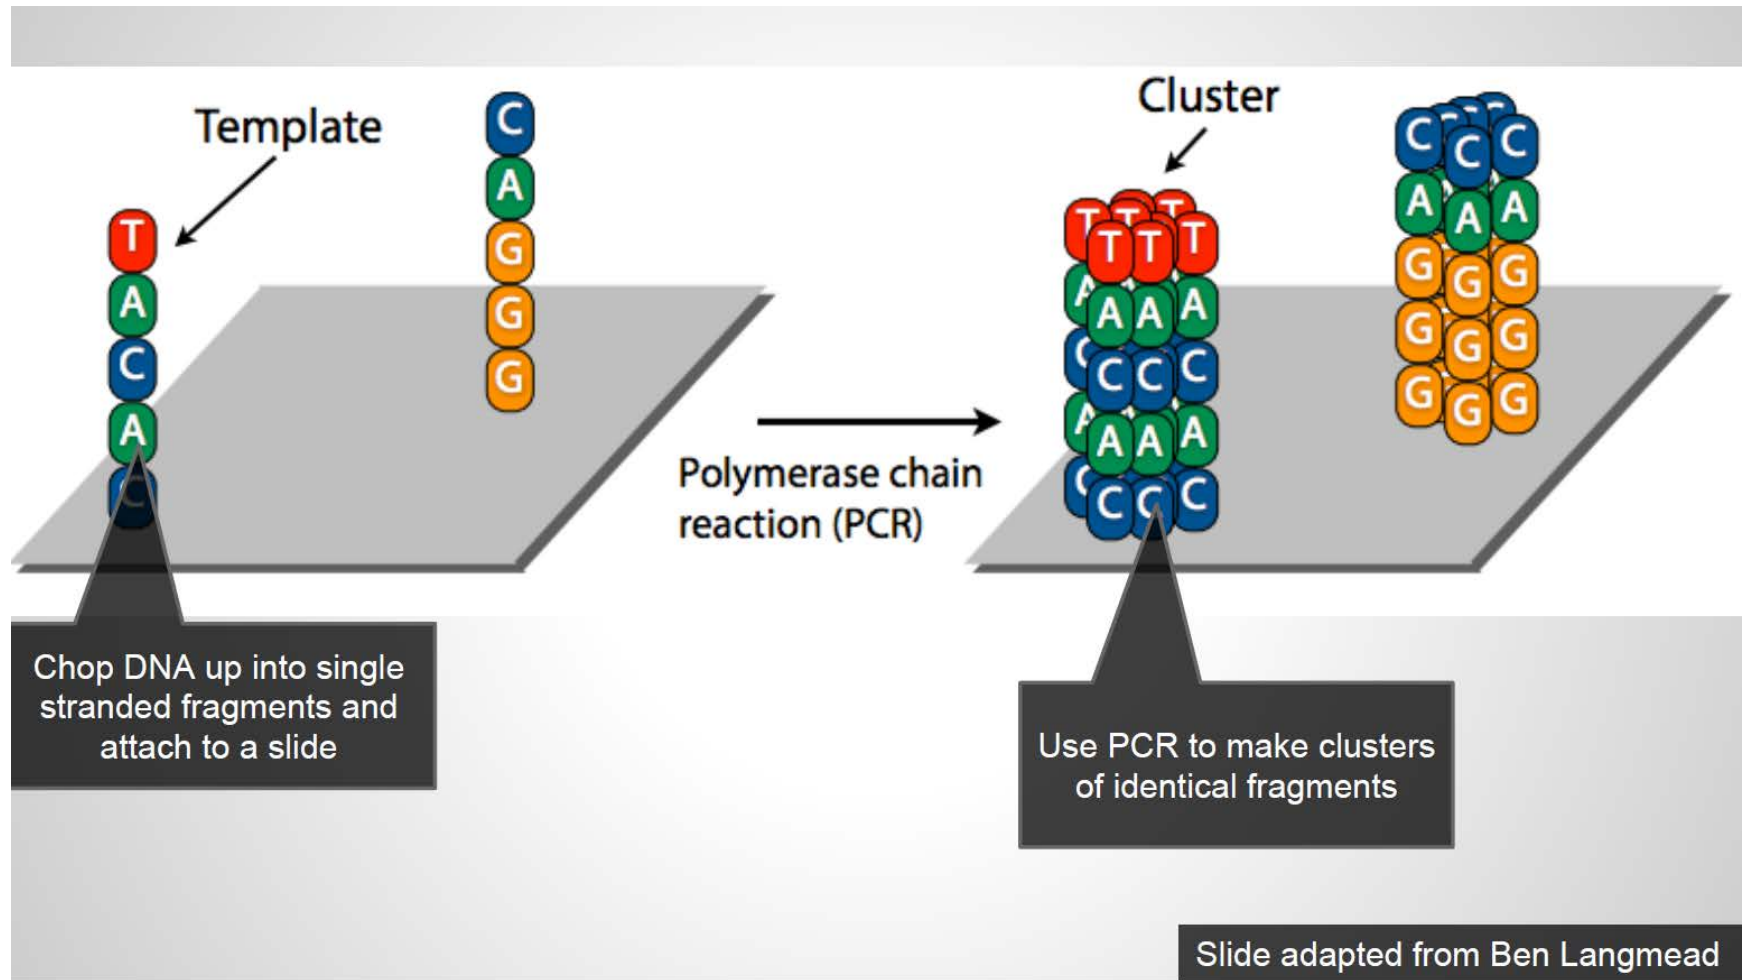 Template
T
A
C
A
C
C
A
G
G
G
Polymerase chain
reaction (PCR)
Cluster
T T T
T T T
A A A A
C C C C
A A A A
C C C C
C C C C C
A A A
G G G
G G G
G G G
Chop DNA up into single
stranded fragments and
attach to a slide
Use PCR to make clusters
of identical fragments
Slide adapted from Ben Langmead